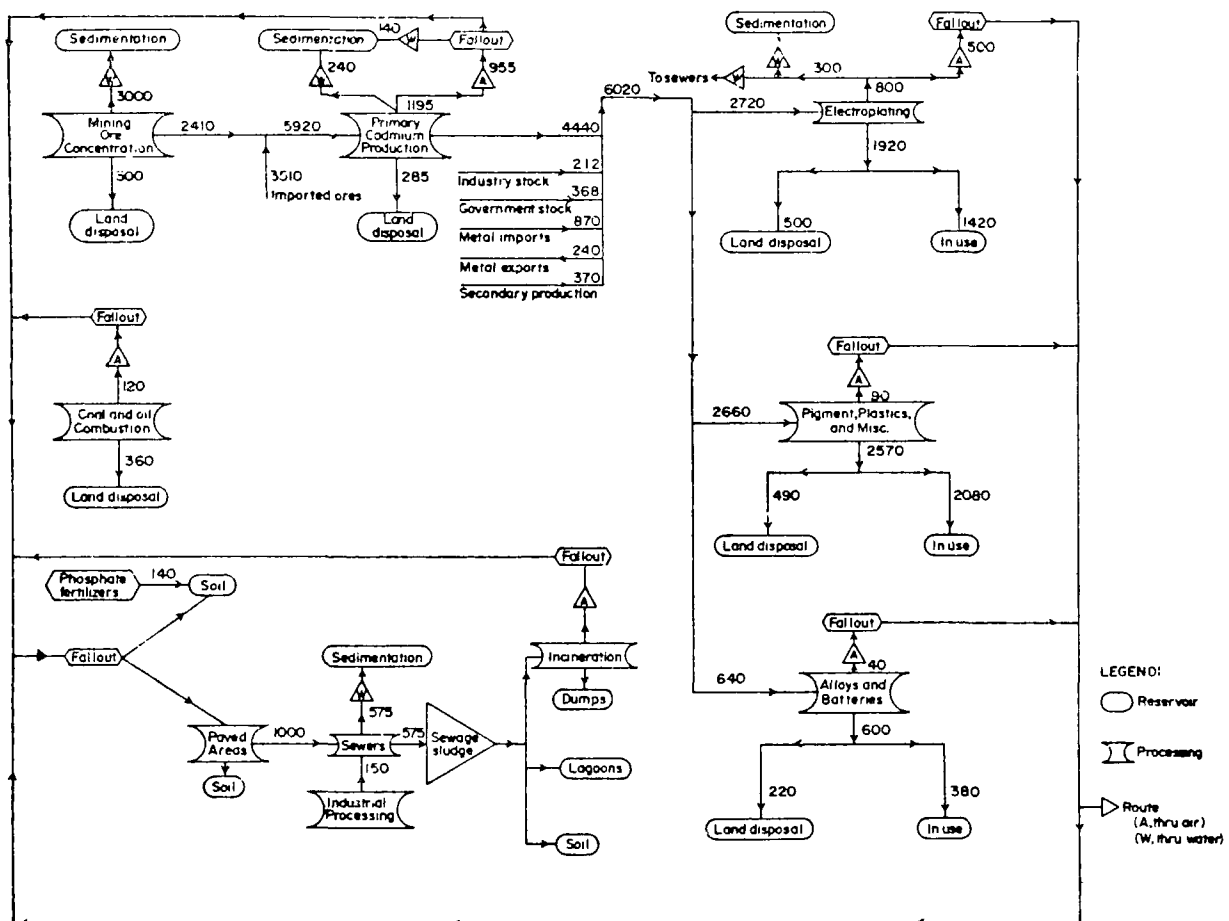 Sedimentation
W
3000
Mining
Ore
Concentration
500
Land
disposal
2410
5920
3510
Imported ores
Sedimentation
140
W
Fallout
240
W
955
A
1195
Primary
Cadmium
Production
285
Land
disposal
4440
6020
212
Industry stock
368
Government stock
870
Metal imports
240
Metal exports
370
Secondary production
Sedimentation
W
To sewers
W
300
Fallout
500
A
800
2720
Electroplating
1920
500
Land disposal
1420
In use
Fallout
A
120
Coal and oil
Combustion
360
Land disposal
Fallout
A
90
2660
Pigment, Plastics,
and Misc.
2570
490
Land disposal
2080
In use
Phosphate
fertilizers
140
Soil
Fallout
Paved
Areas
Soil
1000
Sedimentation
W
575
Sewers
150
Industrial
Processing
575
Sewage
sludge
Fallout
A
Incineration
Dumps
Lagoons
Soil
Fallout
A
40
640
Alloys and
Batteries
600
220
Land disposal
380
In use
LEGEND:
Reservoir
Processing
Route
(A, thru air)
(W, thru water)